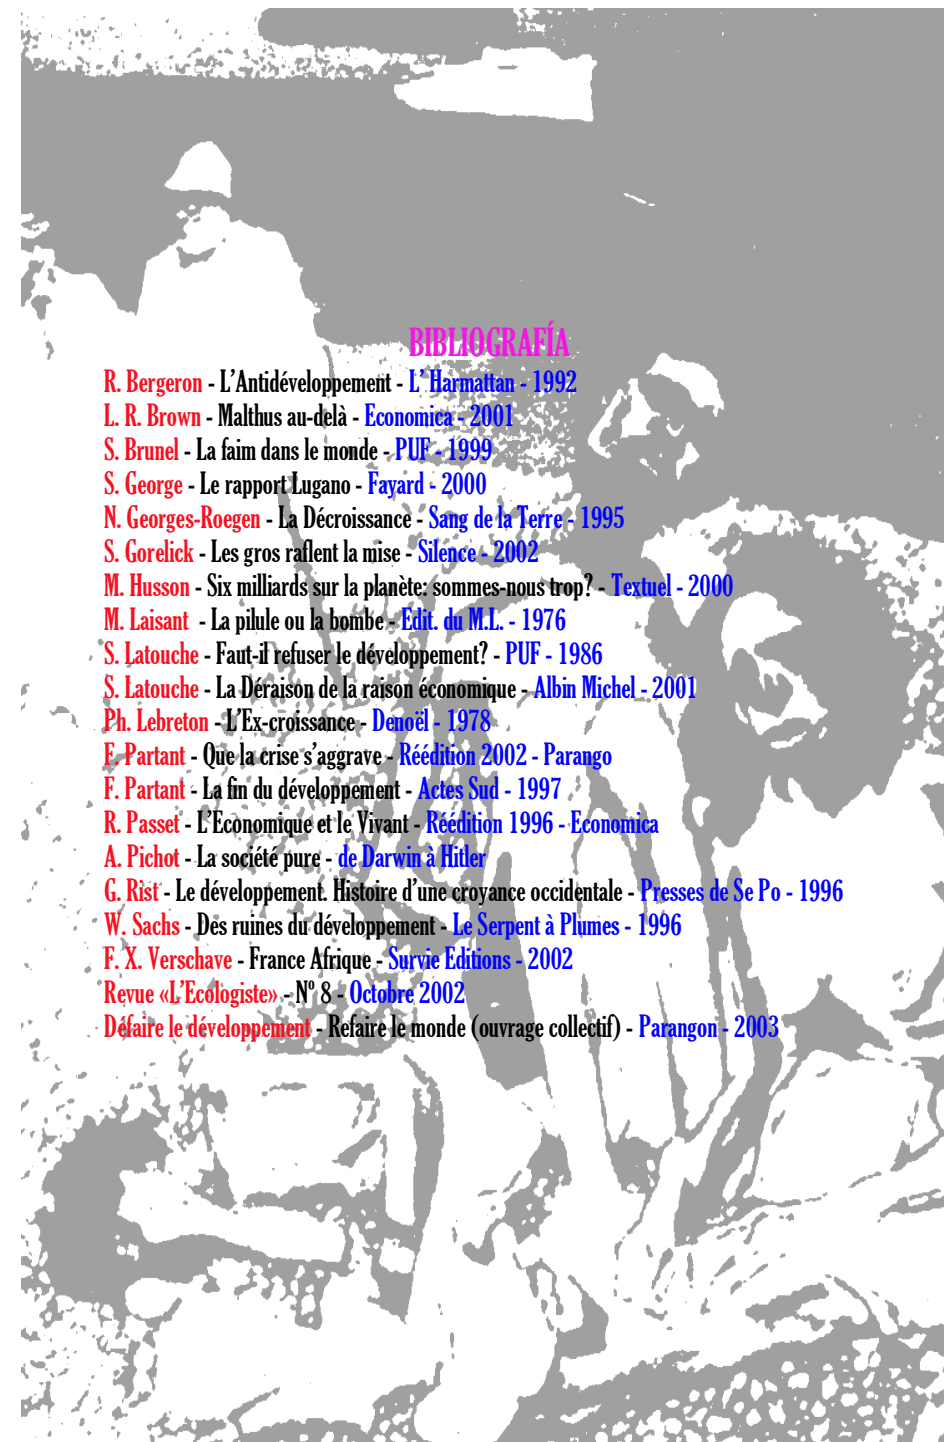 BIBLIOGRAFÍA
R. Bergeron - L'Antidéveloppement - L' Harmattan - 1992
L. R. Brown - Malthus au-delà - Economica - 2001
S. Brunel - La faim dans le monde - PUF - 1999
S. George - Le rapport Lugano - Fayard - 2000
N. Georges-Roegen - La Décroissance - Sang de la Terre - 1995
S. Gorelick - Les gros raflent la mise - Silence - 2002
M. Husson - Six milliards sur la planète: sommes-nous trop? - Textuel - 2000
M. Laisant - La pilule ou la bombe - Edit. du M.L. - 1976
S. Latouche - Faut-il refuser le développement? - PUF - 1986
S. Latouche - La Déraison de la raison économique - Albin Michel - 2001
Ph. Lebreton - L'Ex-croissance - Denoël - 1978
F. Partant - Que la crise s'aggrave - Réédition 2002 - Parango
F. Partant - La fin du développement - Actes Sud - 1997
R. Passet - L'Economique et le Vivant - Réédition 1996 - Economica
A. Pichot - La société pure - de Darwin à Hitler
G. Rist - Le développement. Histoire d'une croyance occidentale - Presses de Se Po - 1996
W. Sachs - Des ruines du développement - Le Serpent à Plumes - 1996
F. X. Verschave - France Afrique - Survie Editions - 2002
Revue «L'Ecologiste» - Nº 8 - Octobre 2002
Défaire le développement - Refaire le monde (ouvrage collectif) - Parangon - 2003